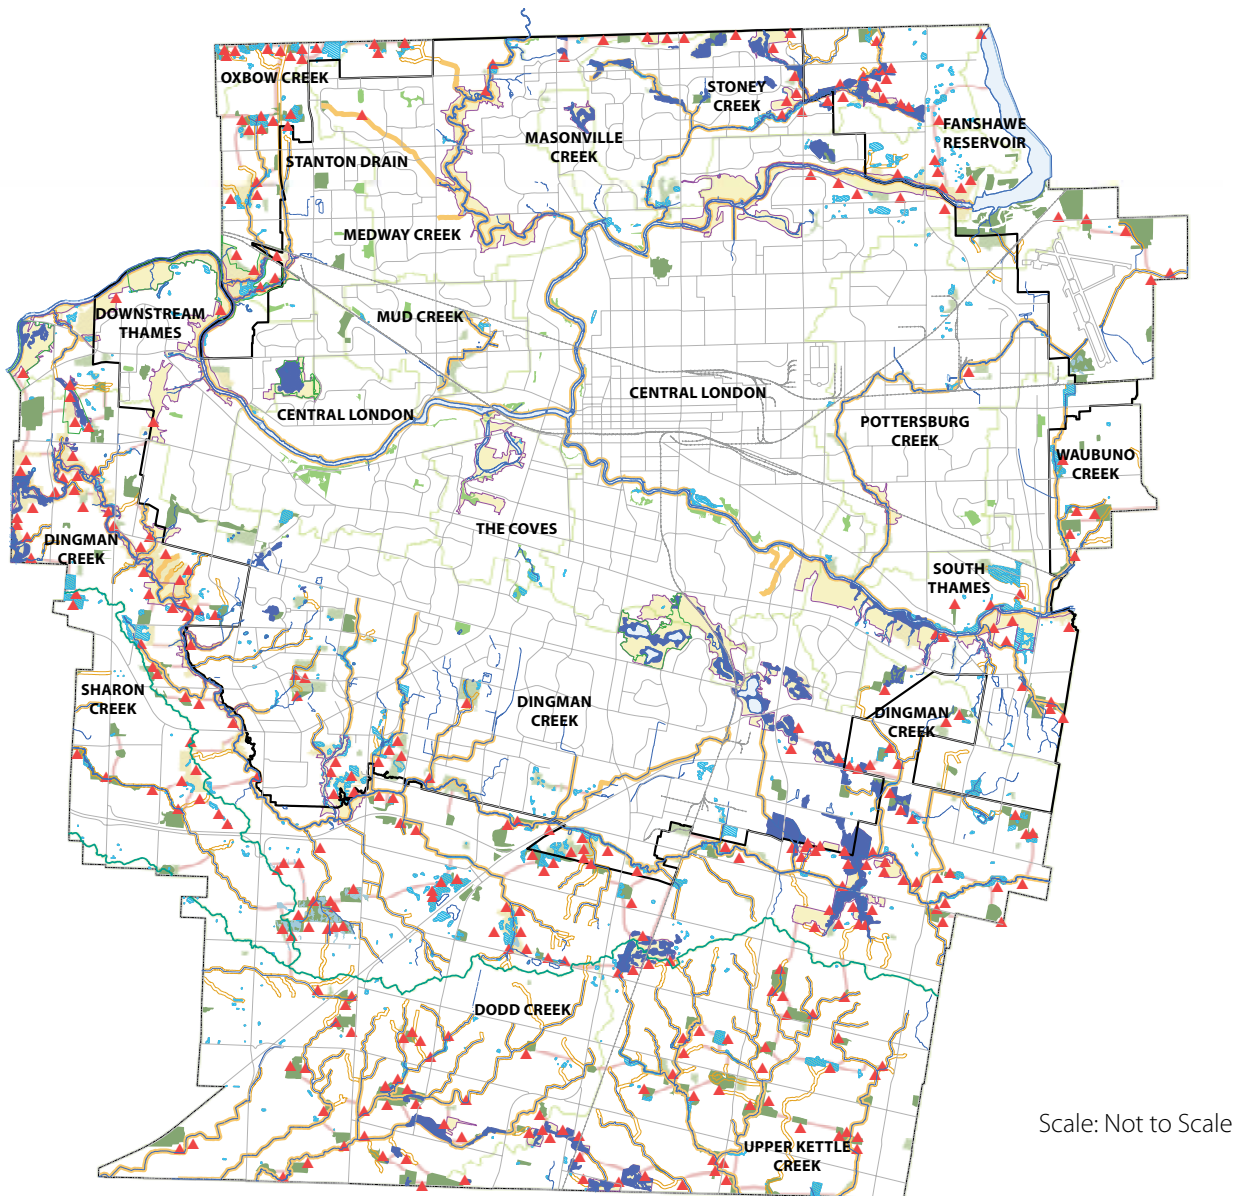 OXBOW CREEK
STONEY
CREEK
FANSHAWE
RESERVOIR
MASONVILLE
CREEK
STANTON DRAIN
MEDWAY CREEK
DOWNSTREAM
THAMES
MUD CREEK
CENTRAL LONDON
CENTRAL LONDON
POTTERSBURG
CREEK
WAUBUNO
CREEK
THE COVES
DINGMAN
CREEK
SOUTH
THAMES
SHARON
CREEK
DINGMAN
CREEK
DINGMAN
CREEK
DODD CREEK
UPPER KETTLE
CREEK
Scale: Not to Scale